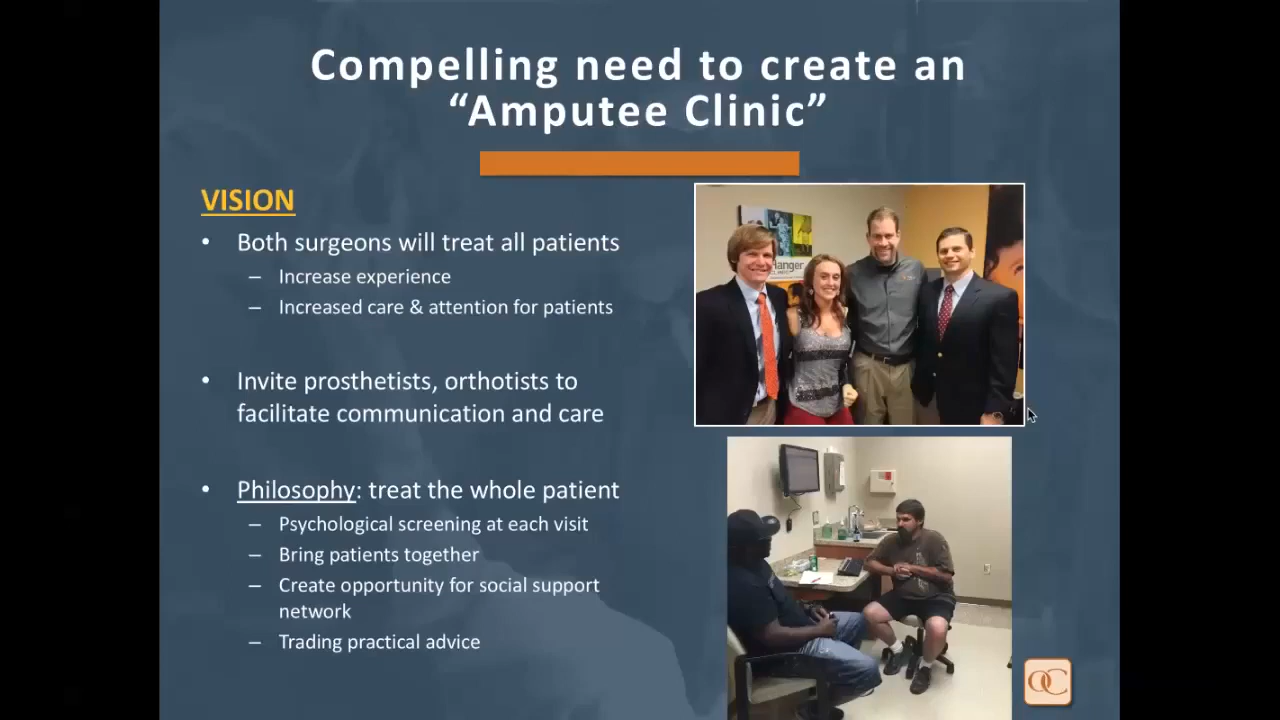 Compelling need to create an
“Amputee Clinic”
VISION
• Both surgeons will treat all patients
– Increase experience
– Increased care & attention for patients
• Invite prosthetists, orthotists to
facilitate communication and care
• Philosophy: treat the whole patient
– Psychological screening at each visit
– Bring patients together
– Create opportunity for social support
network
– Trading practical advice
Hanger
OC